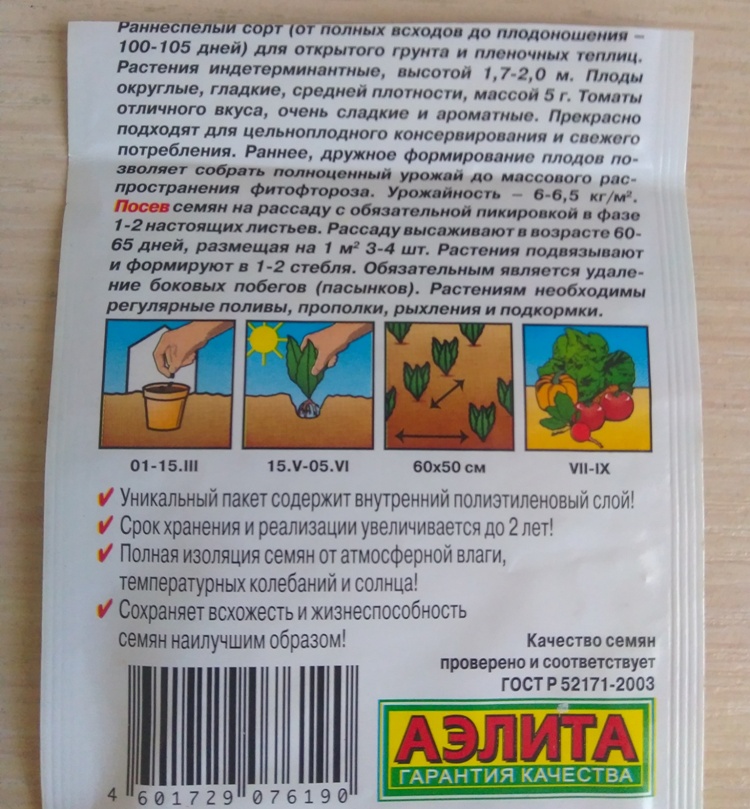 Раннеспелый сорт (от полных всходов до плодоношения –
100-105 дней) для открытого грунта и пленочных теплиц.
Растения индетерминантные, высотой 1,7-2,0 м. Плоды
округлые, гладкие, средней плотности, массой 5 г. Томаты
отличного вкуса, очень сладкие и ароматные. Прекрасно
подходят для цельноплодного консервирования и свежего
потребления. Раннее, дружное формирование плодов по-
зволяет собрать полноценный урожай до массового рас-
пространения фитофтороза. Урожайность – 6-6,5 кг/м².
Посев семян на рассаду с обязательной пикировкой в фазе
1-2 настоящих листьев. Рассаду высаживают в возрасте 60-
65 дней, размещая на 1 м² 3-4 шт. Растения подвязывают
и формируют в 1-2 стебля. Обязательным является удале-
ние боковых побегов (пасынков). Растениям необходимы
регулярные поливы, прополки, рыхления и подкормки.
01-15.III 15.V-05.VI 60x50 см VII-IX
Уникальный пакет содержит внутренний полиэтиленовый слой!
Срок хранения и реализации увеличивается до 2 лет!
Полная изоляция семян от атмосферной влаги,
температурных колебаний и солнца!
Сохраняет всхожесть и жизнеспособность
семян наилучшим образом!
Качество семян
проверено и соответствует
ГОСТ Р 52171-2003
АЭЛИТА
ГАРАНТИЯ КАЧЕСТВА
4 601729 076190